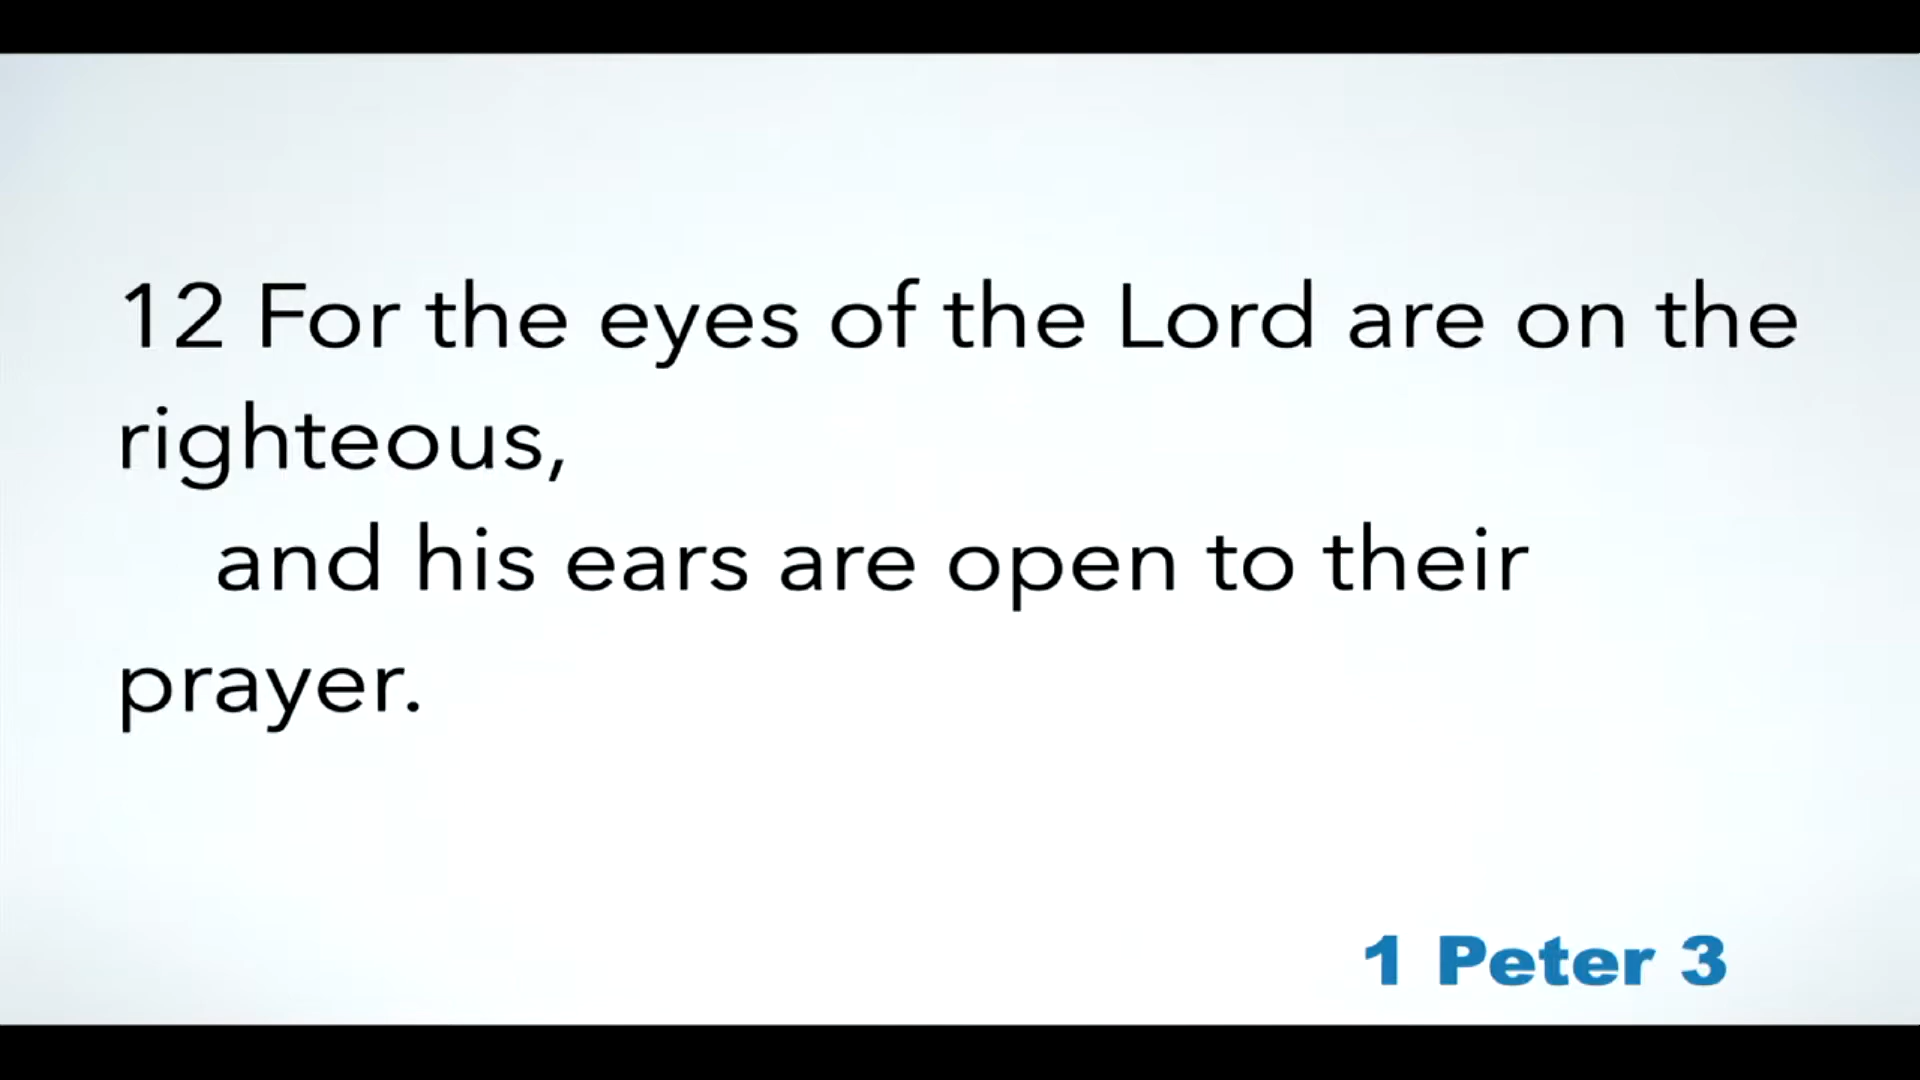 12 For the eyes of the Lord are on the
righteous,
and his ears are open to their
prayer.
1 Peter 3